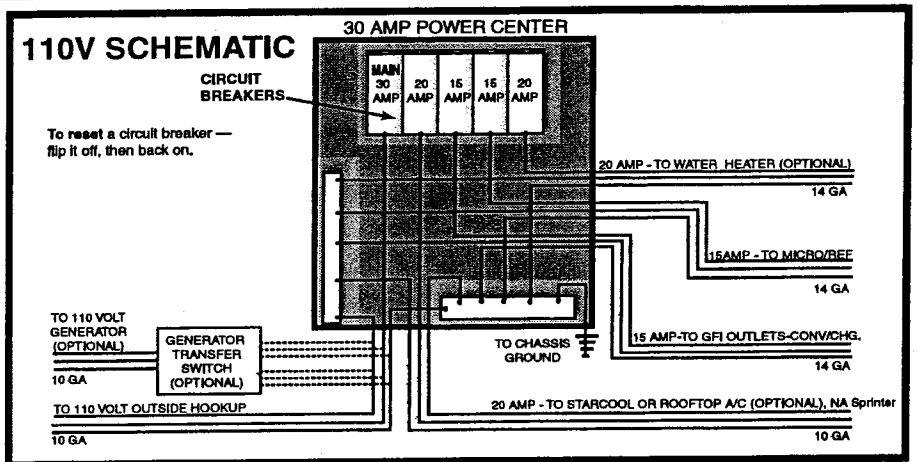 30 AMP POWER CENTER
110V SCHEMATIC
CIRCUIT
BREAKERS
MAIN
30
AMP
20
AMP
15
AMP
15
AMP
20
AMP
To reset a circuit breaker —
flip it off, then back on.
20 AMP - TO WATER HEATER (OPTIONAL)
14 GA
15AMP - TO MICRO/REF
14 GA
TO 110 VOLT
GENERATOR
(OPTIONAL)
10 GA
GENERATOR
TRANSFER
SWITCH
(OPTIONAL)
TO CHASSIS
GROUND
15 AMP-TO GFI OUTLETS-CONV/CHG.
14 GA
TO 110 VOLT OUTSIDE HOOKUP
10 GA
20 AMP - TO STARCOOL OR ROOFTOP A/C (OPTIONAL), NA Sprinter
10 GA